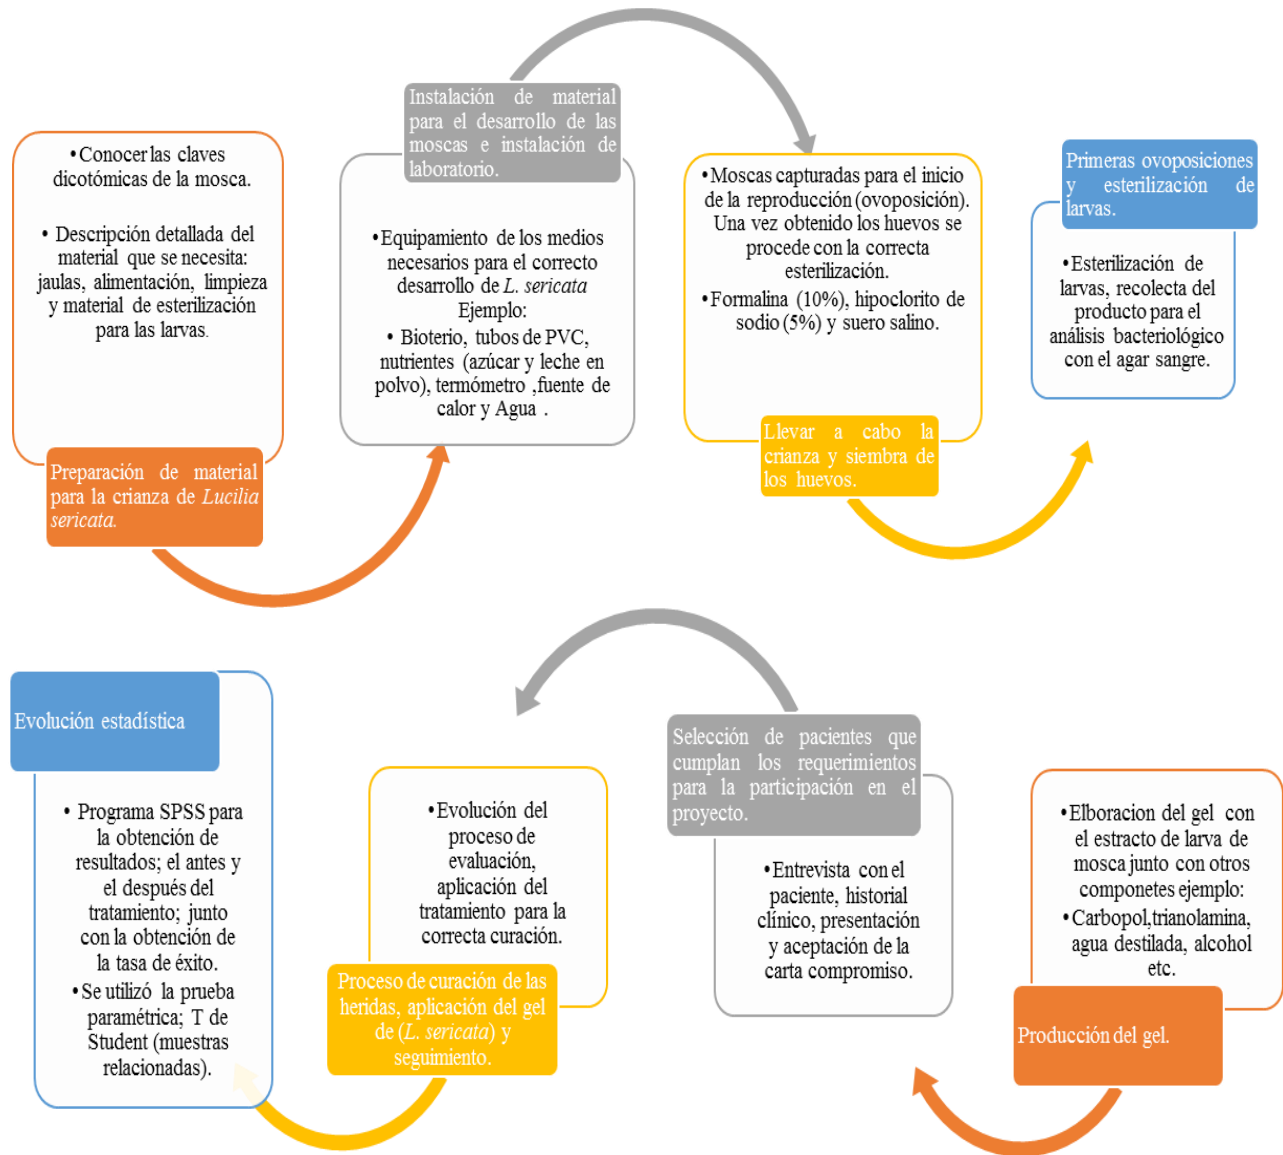 •Conocer las claves
dicotómicas de la mosca.
• Descripción detallada del
material que se necesita:
jaulas, alimentación, limpieza
y material de esterilización
para las larvas.
Preparación de material
para la crianza de Lucilia
sericata.
Instalación de material
para el desarrollo de las
moscas e instalación de
laboratorio.
•Equipamiento de los medios
necesarios para el correcto
desarrollo de L. sericata
Ejemplo:
• Bioterio, tubos de PVC,
nutrientes (azúcar y leche en
polvo), termómetro ,fuente de
calor y Agua .
• Moscas capturadas para el inicio
de la reproducción (ovoposición).
Una vez obtenido los huevos se
procede con la correcta
esterilización.
• Formalina (10%), hipoclorito de
sodio (5%) y suero salino.
Llevar a cabo la
crianza y siembra de
los huevos.
Primeras ovoposiciones
y esterilización de
larvas.
•Esterilización de
larvas, recolecta del
producto para el
análisis bacteriológico
con el agar sangre.
•Elboracion del gel con
el estracto de larva de
mosca junto con otros
componetes ejemplo:
• Carbopol,trianolamina,
agua destilada, alcohol
etc.
Producción del gel.
Selección de pacientes que
cumplan los requerimientos
para la participación en el
proyecto.
•Entrevista con el
paciente, historial
clínico, presentación
y aceptación de la
carta compromiso.
•Evolución del
proceso de
evaluación,
aplicación del
tratamiento para la
correcta curación.
Proceso de curación de las
heridas, aplicación del gel
de (L. sericata) y
seguimiento.
Evolución estadística
• Programa SPSS para
la obtención de
resultados; el antes y
el después del
tratamiento; junto
con la obtención de
la tasa de éxito.
•Se utilizó la prueba
paramétrica; T de
Student (muestras
relacionadas).